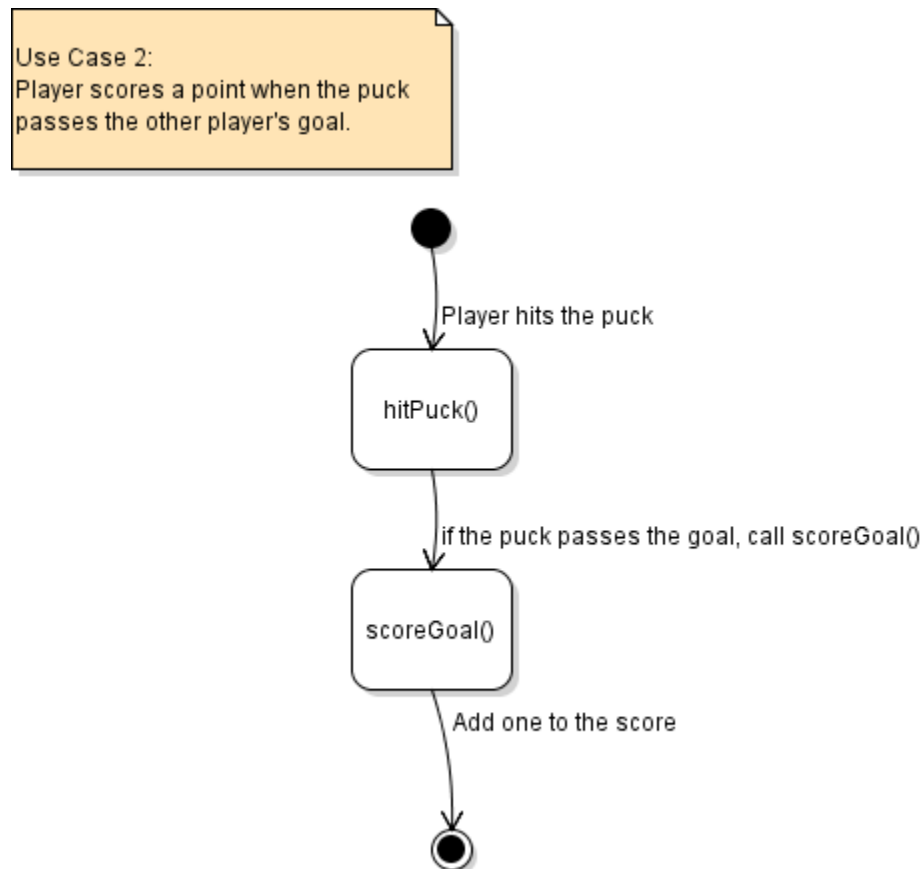 Use Case 2:
Player scores a point when the puck
passes the other player's goal.
Player hits the puck
hitPuck()
if the puck passes the goal, call scoreGoal()
scoreGoal()
Add one to the score